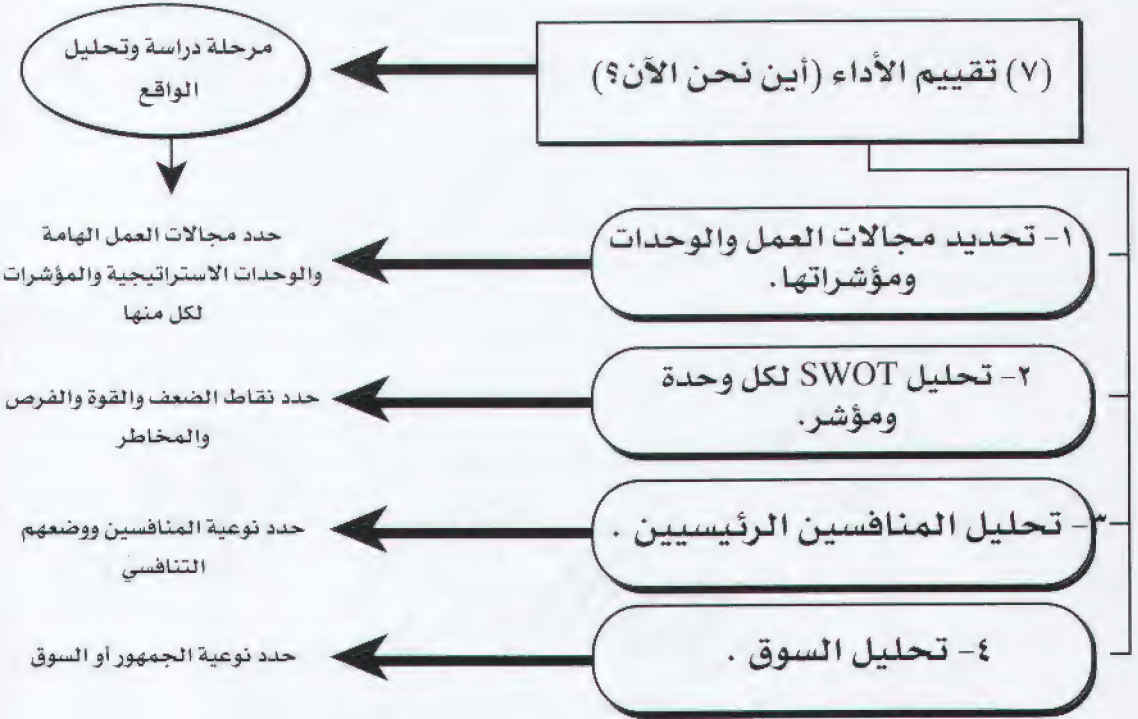 (٧) تقييم الأداء (أين نحن الآن؟)
مرحلة دراسة وتحليل
الواقع
١- تحديد مجالات العمل والوحدات
ومؤشراتها.
حدد مجالات العمل الهامة
والوحدات الاستراتيجية والمؤشرات
لكل منها
٢- تحليل SWOT لكل وحدة
ومؤشر.
حدد نقاط الضعف والقوة والفرص
والمخاطر
٣- تحليل المنافسين الرئيسيين .
حدد نوعية المنافسين ووضعهم
التنافسي
٤- تحليل السوق .
حدد نوعية الجمهور أو السوق